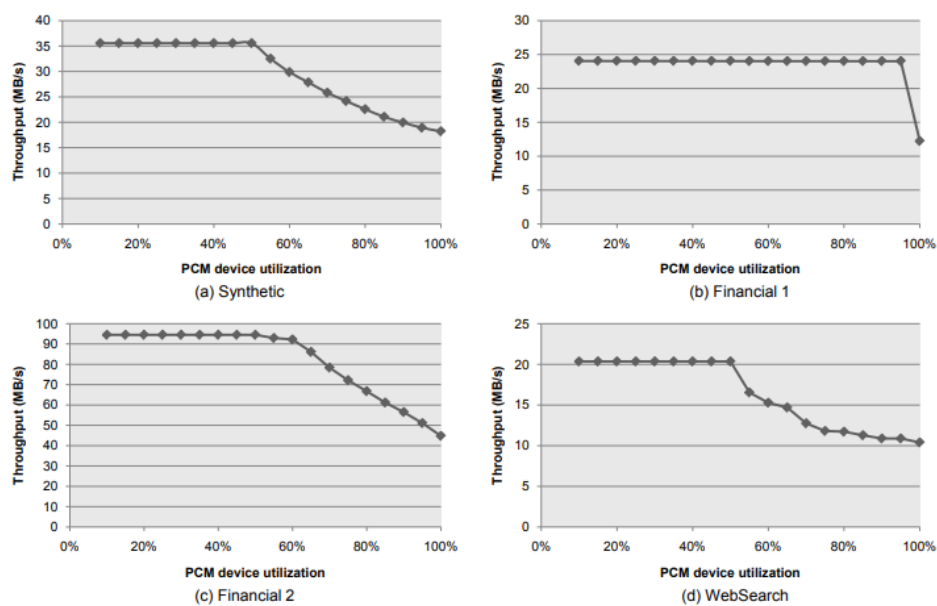 Throughput (MB/s)
40
35
30
25
20
15
10
5
0
0% 20% 40% 60% 80% 100%
PCM device utilization
(a) Synthetic
Throughput (MB/s)
30
25
20
15
10
5
0
0% 20% 40% 60% 80% 100%
PCM device utilization
(b) Financial 1
Throughput (MB/s)
100
90
80
70
60
50
40
30
20
10
0
0% 20% 40% 60% 80% 100%
PCM device utilization
(c) Financial 2
Throughput (MB/s)
25
20
15
10
5
0
0% 20% 40% 60% 80% 100%
PCM device utilization
(d) WebSearch